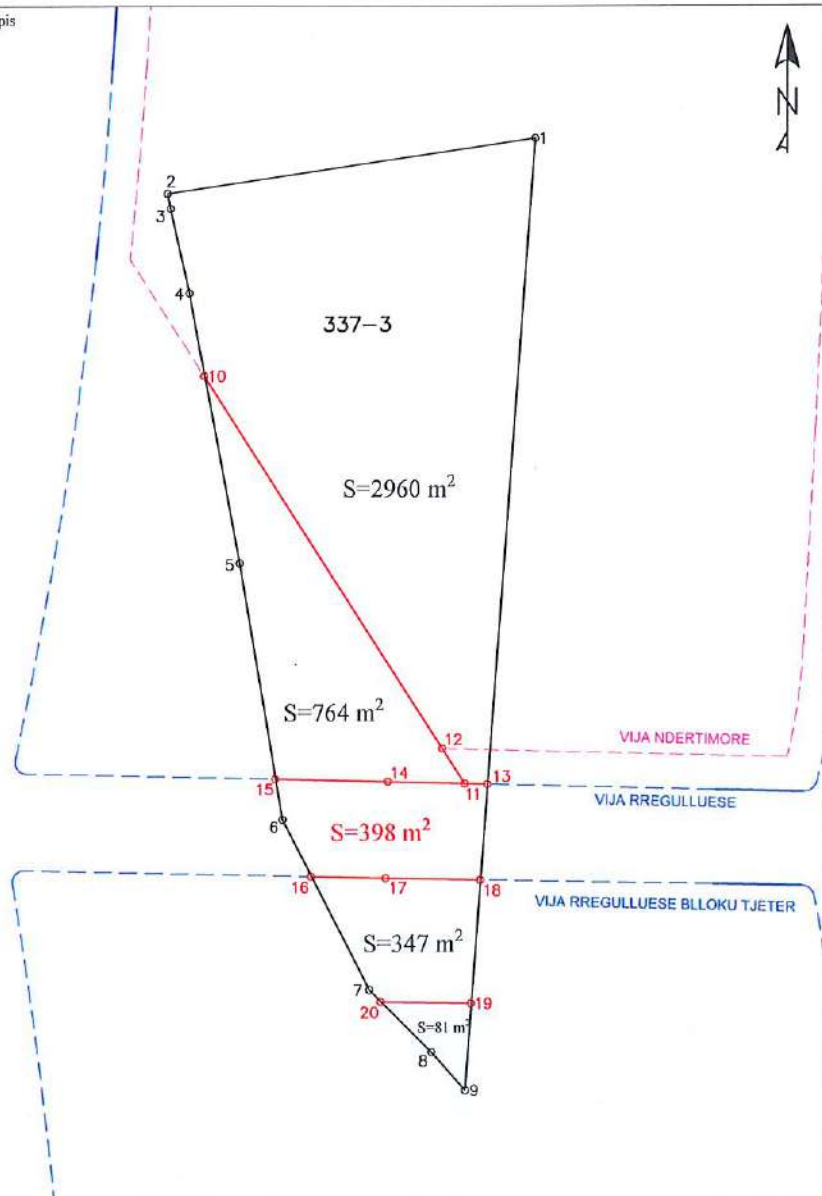 pis
N
1
2
3
4
337-3
10
S=2960 m²
5
S=764 m²
12
VIJA NDERTIMORE
15
14
11
13
VIJA RREGULLUESE
6
S=398 m²
16
17
18
VIJA RREGULLUESE BLLOKU TJETER
S=347 m²
7
20
19
S=81 m²
8
9